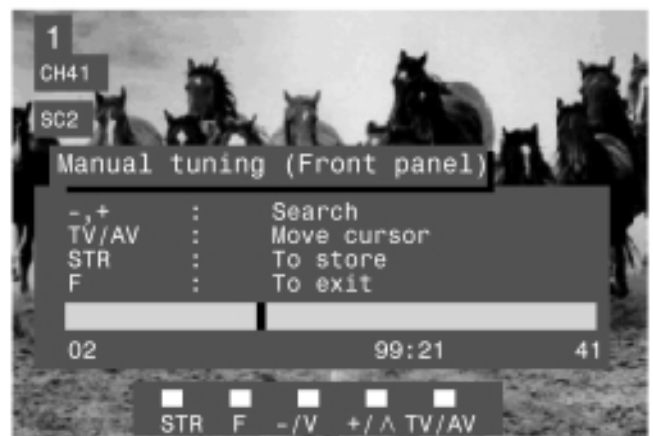 1
CH41
SC2
Manual tuning (Front panel)
-,+ : Search
TV/AV : Move cursor
STR : To store
F : To exit
02 99:21 41
STR F -/V +/Λ TV/AV